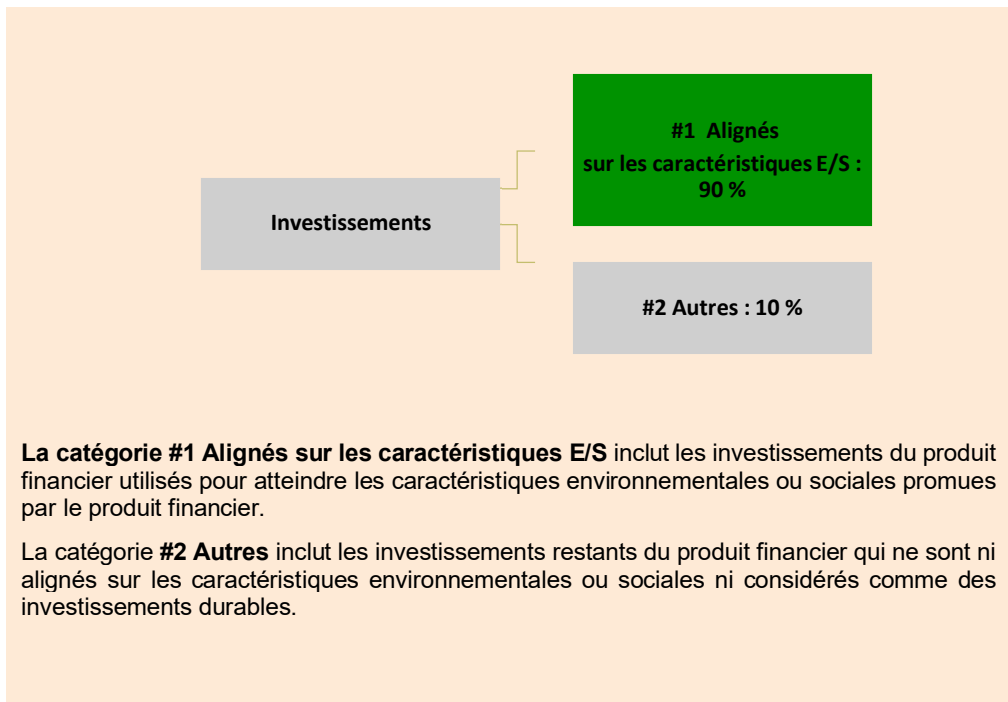 #1 Alignés
sur les caractéristiques E/S :
90 %
Investissements
#2 Autres : 10 %
La catégorie #1 Alignés sur les caractéristiques E/S inclut les investissements du produit
financier utilisés pour atteindre les caractéristiques environnementales ou sociales promues
par le produit financier.
La catégorie #2 Autres inclut les investissements restants du produit financier qui ne sont ni
alignés sur les caractéristiques environnementales ou sociales ni considérés comme des
investissements durables.